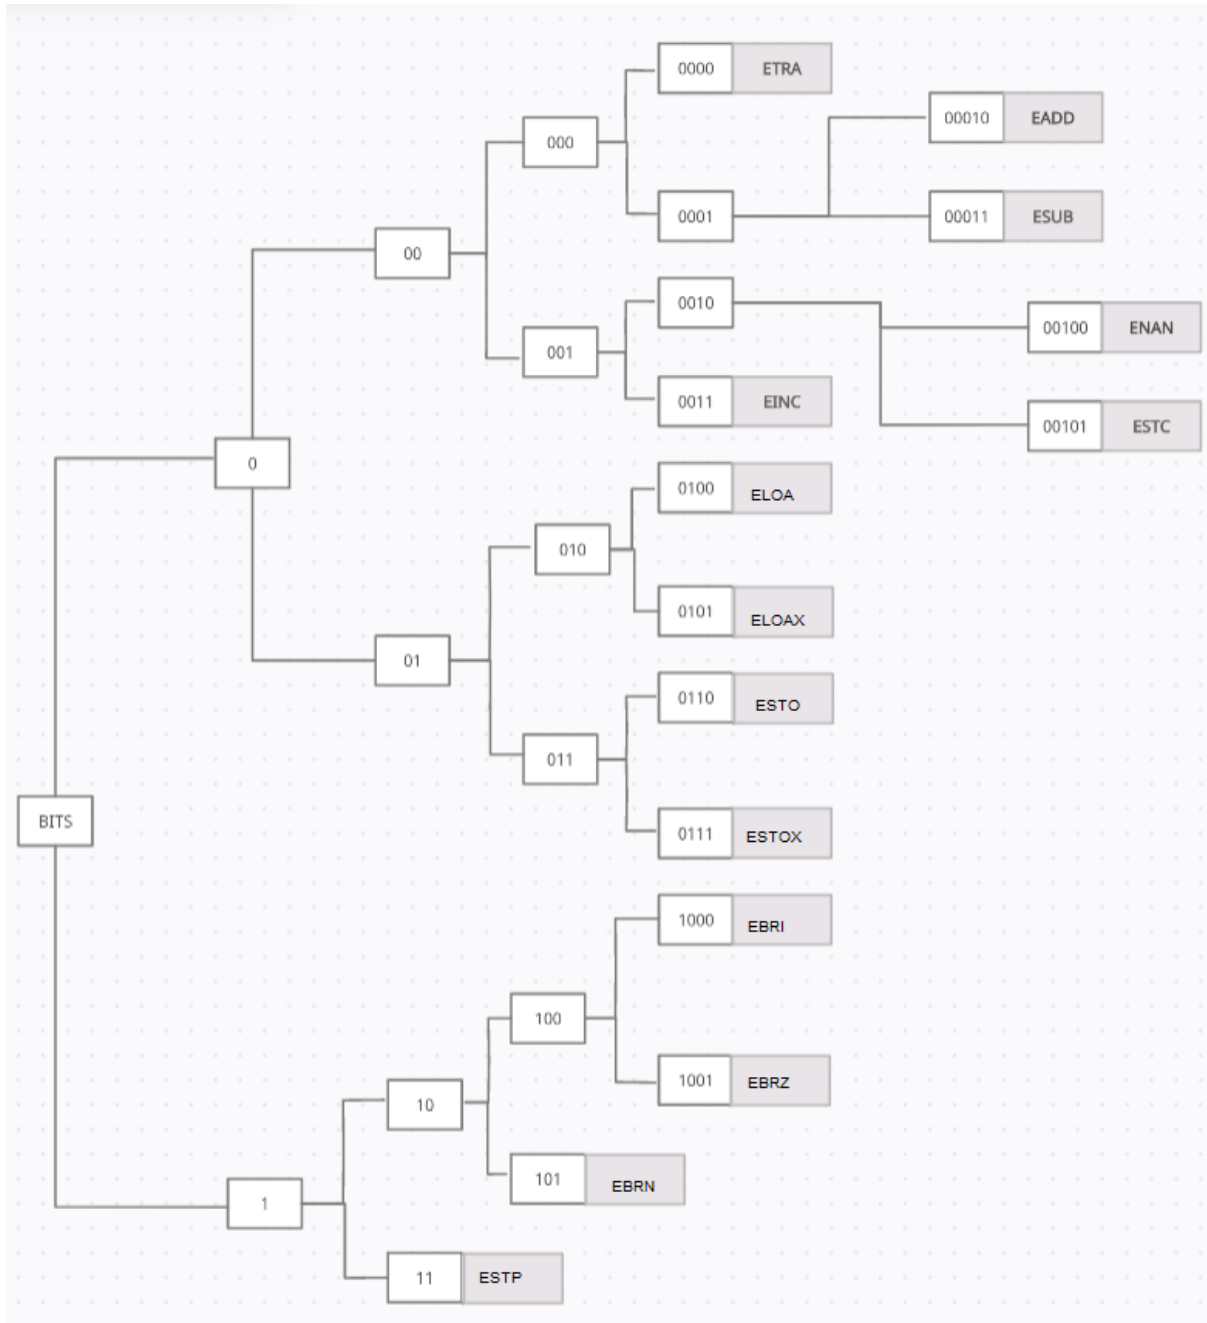 0000 ETRA
00010 EADD
000
0001
00011 ESUB
00
0010
00100 ENAN
001
0011 EINC
00101 ESTC
0
0100 ELOA
010
0101 ELOAX
01
0110 ESTO
011
BITS
0111 ESTOX
1000 EBRI
100
1001 EBRZ
10
101 EBRN
1
11 ESTP